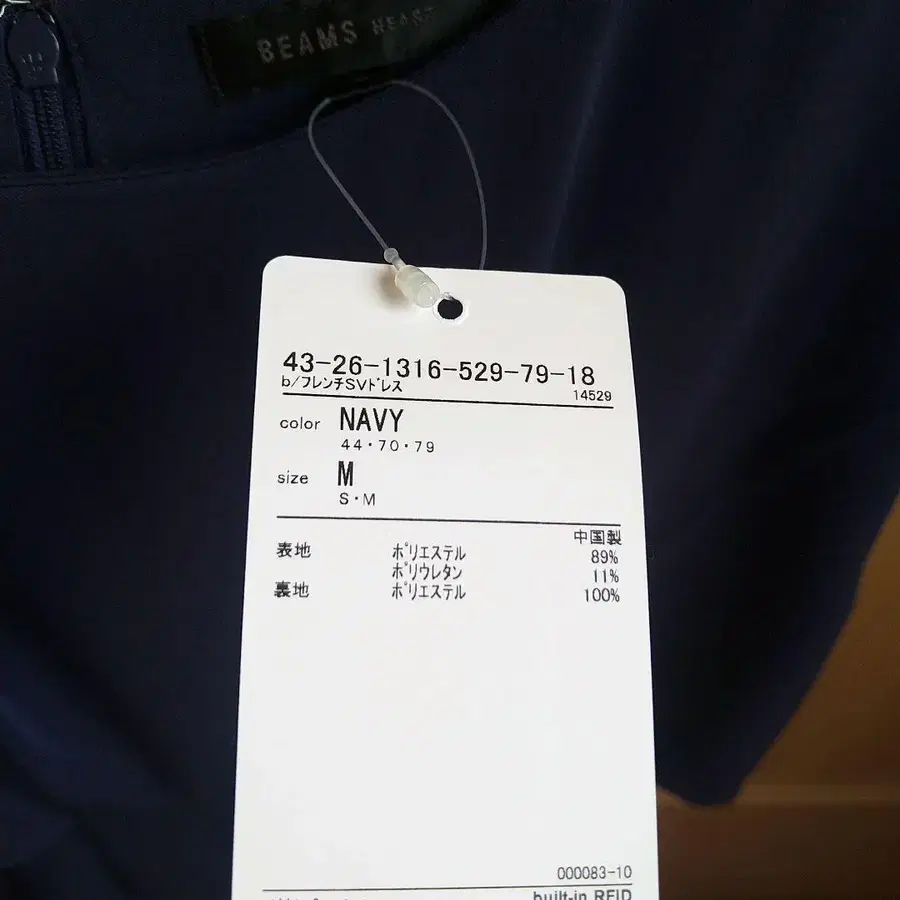 BEAMS HEART
43-26-1316-529-79-18
b/フレンチSVドレス
14529
color NAVY
44・70・79
size M
S・M
中国製
表地 ポリエステル 89%
ポリウレタン 11%
裏地 ポリエステル 100%
000083-10
built-in RFID